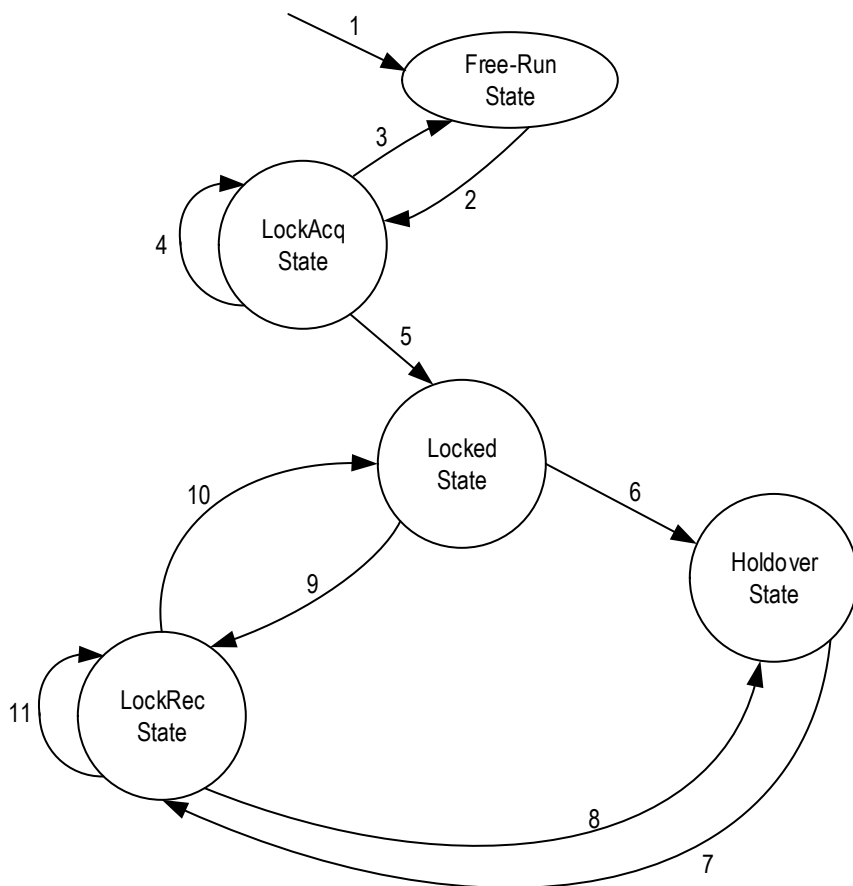 1
Free-Run
State
3
2
LockAcq
State
4
5
Locked
State
10
6
Holdover
State
9
LockRec
State
11
8
7